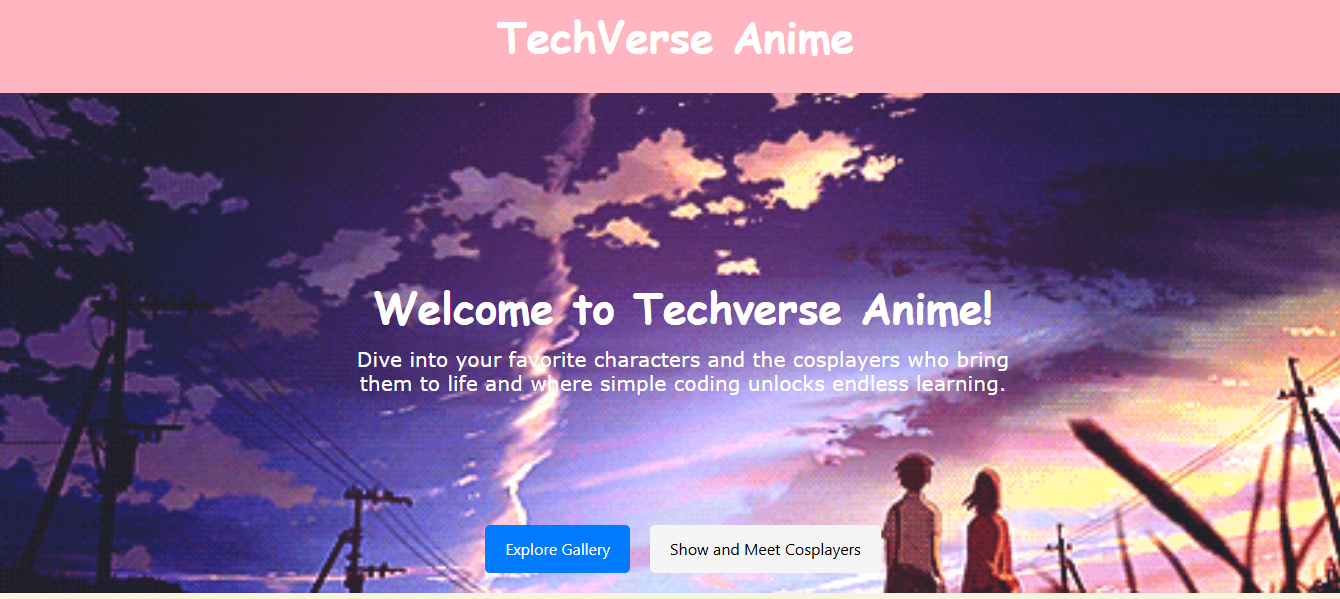 TechVerse Anime
Welcome to Techverse Anime!
Dive into your favorite characters and the cosplayers who bring
them to life and where simple coding unlocks endless learning.
Explore Gallery
Show and Meet Cosplayers